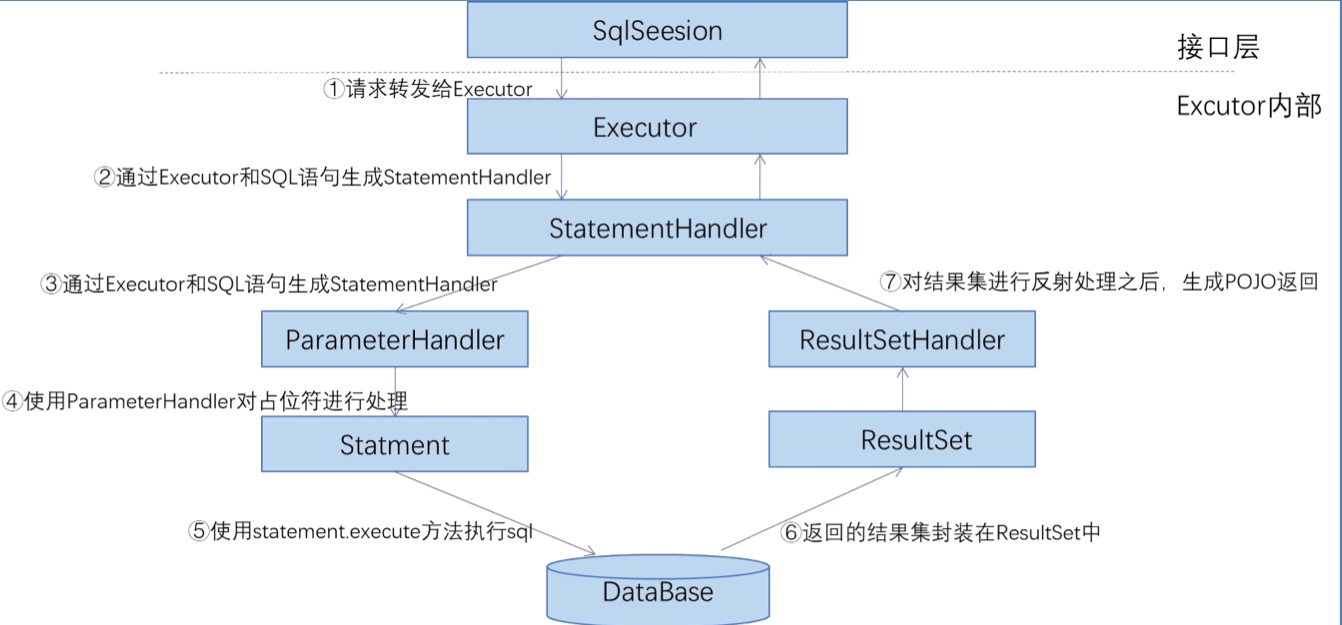 SqlSeesion
接口层
①请求转发给Executor
Excutor内部
Executor
②通过Executor和SQL语句生成StatementHandler
StatementHandler
③通过Executor和SQL语句生成StatementHandler
⑦对结果集进行反射处理之后，生成POJO返回
ParameterHandler
ResultSetHandler
④使用ParameterHandler对占位符进行处理
Statment
ResultSet
⑤使用statement.execute方法执行sql
⑥返回的结果集封装在ResultSet中
DataBase